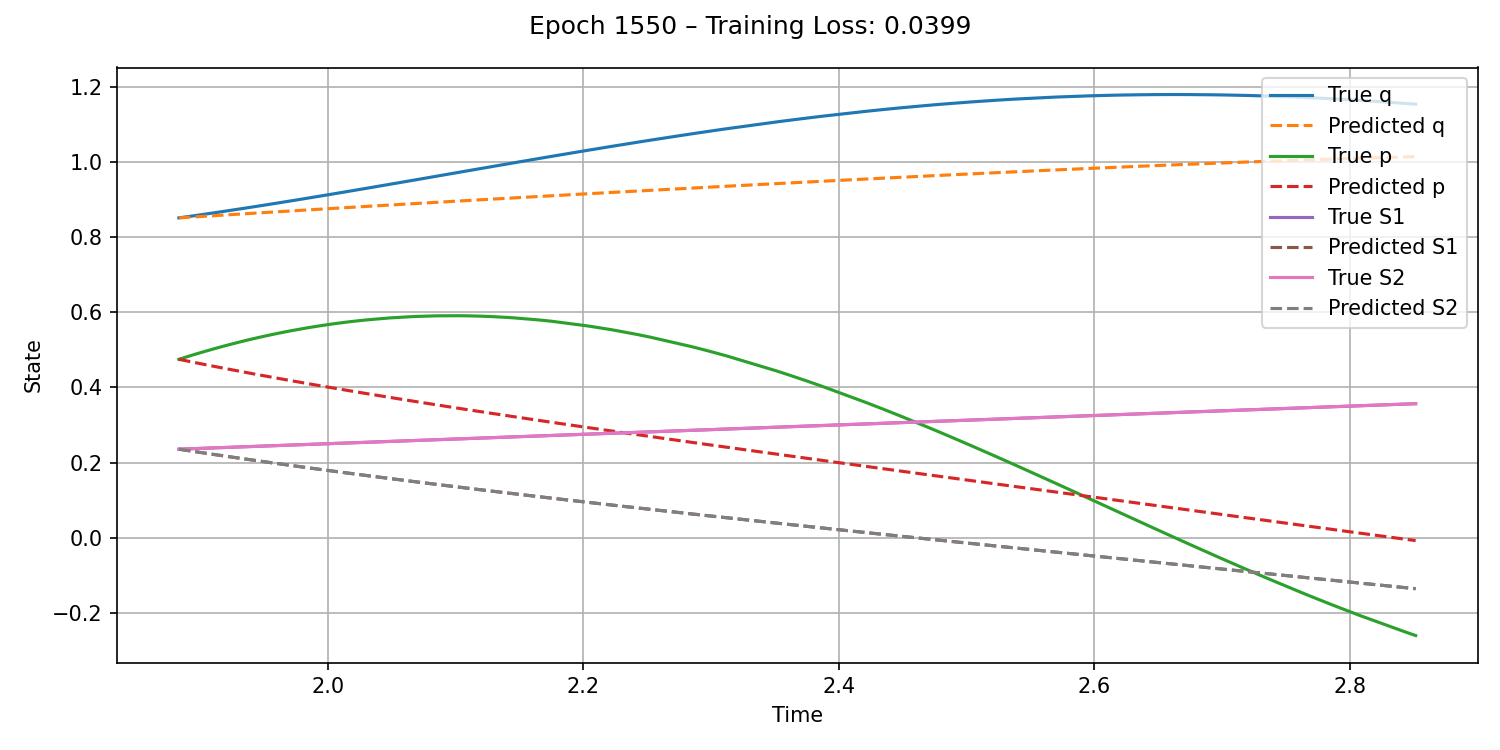 Epoch 1550 – Training Loss: 0.0399
1.2
1.0
0.8
0.6
0.4
0.2
0.0
−0.2
State
True q
Predicted q
True p
Predicted p
True S1
Predicted S1
True S2
Predicted S2
2.0
2.2
2.4
2.6
2.8
Time